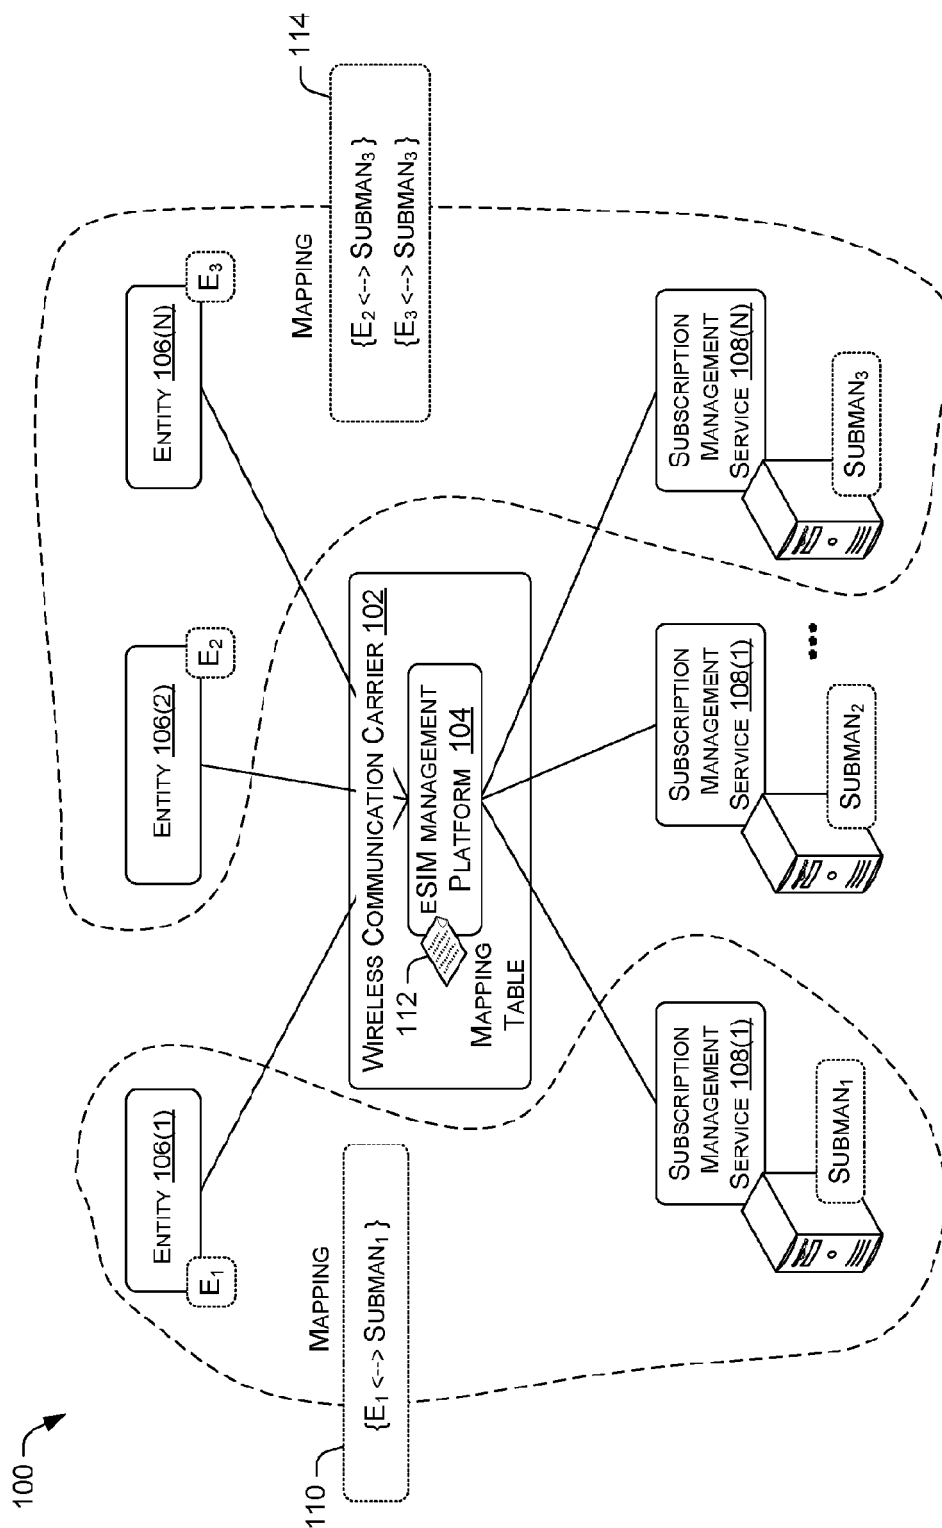 100
ENTITY 106(1)
E1
ENTITY 106(2)
E2
ENTITY 106(N)
E3
110
MAPPING
{E1 <--> SUBMAN1 }
WIRELESS COMMUNICATION CARRIER 102
112
ESIM MANAGEMENT
PLATFORM 104
MAPPING
TABLE
MAPPING
114
{E2 <--> SUBMAN3 }
{E3 <--> SUBMAN3 }
SUBSCRIPTION
MANAGEMENT
SERVICE 108(1)
SUBMAN1
SUBSCRIPTION
MANAGEMENT
SERVICE 108(1)
SUBMAN2
•••
SUBSCRIPTION
MANAGEMENT
SERVICE 108(N)
SUBMAN3